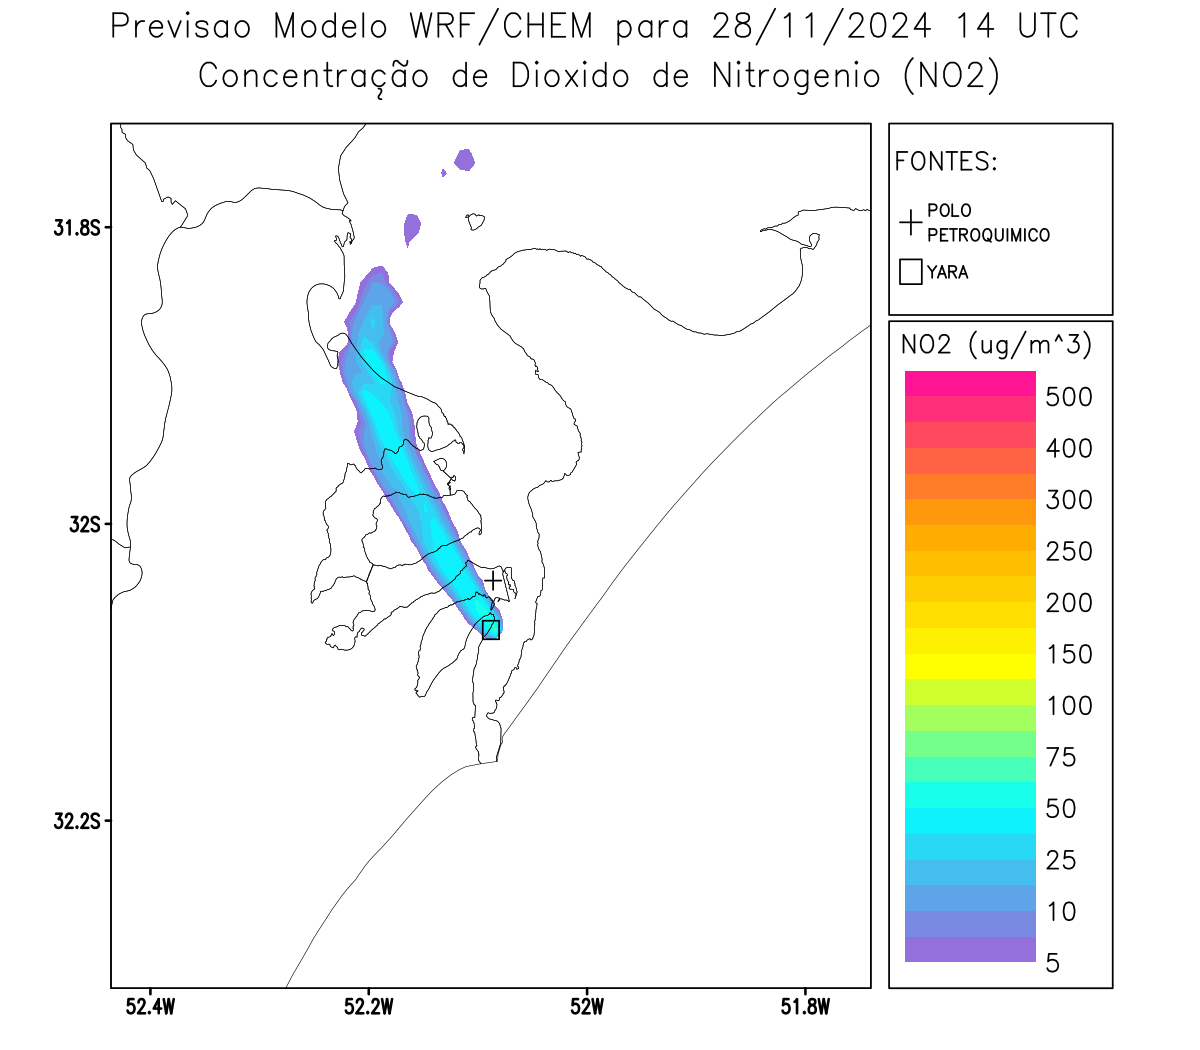 Previsao Modelo WRF/CHEM para 28/11/2024 14 UTC
Concentração de Dioxido de Nitrogenio (NO2)
FONTES:
POLO
PETROQUIMICO
YARA
NO2 (ug/m^3)
500
400
300
250
200
150
100
75
50
25
10
5
31.8S
32S
32.2S
52.4W
52.2W
52W
51.8W